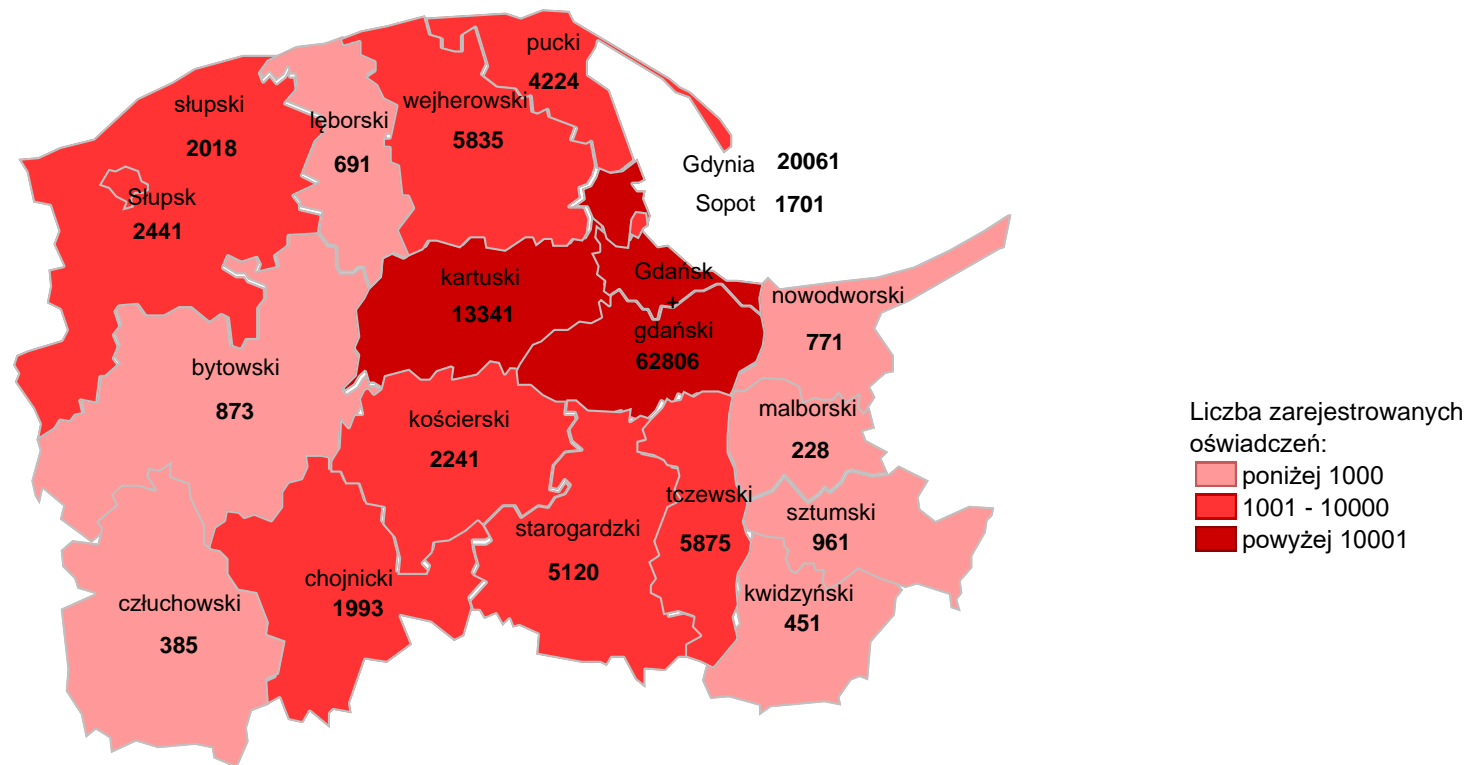 pucki
4224
słupski
2018
lęborski
691
wejherowski
5835
Gdynia 20061
Sopot 1701
Słupsk
2441
kartuski
13341
Gdańsk
+
gdański
62806
nowodworski
771
bytowski
873
kościerski
2241
malborski
228
tczewski
5875
sztumski
961
starogardzki
5120
chojnicki
1993
człuchowski
385
kwidzyński
451
Liczba zarejestrowanych
oświadczeń:
poniżej 1000
1001 - 10000
powyżej 10001